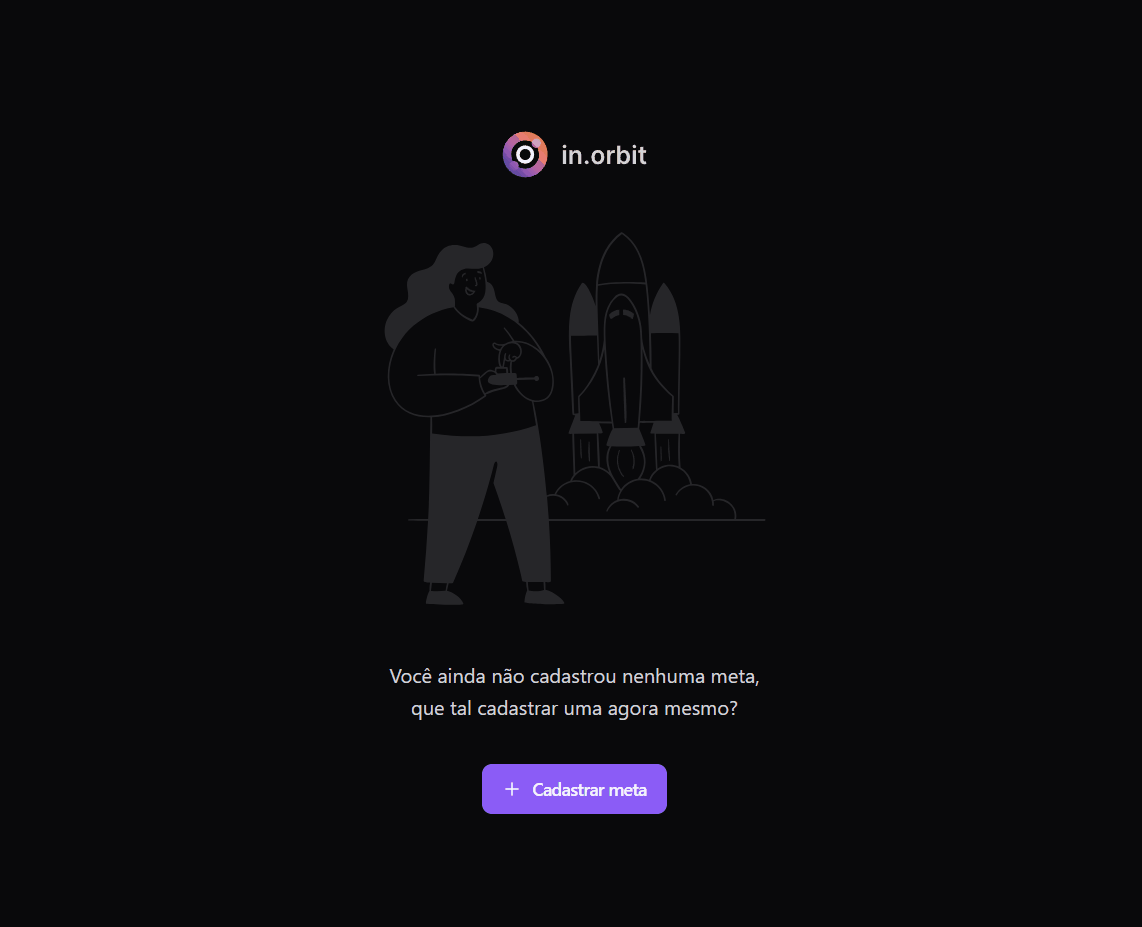 in.orbit
Você ainda não cadastrou nenhuma meta,
que tal cadastrar uma agora mesmo?
Cadastrar meta